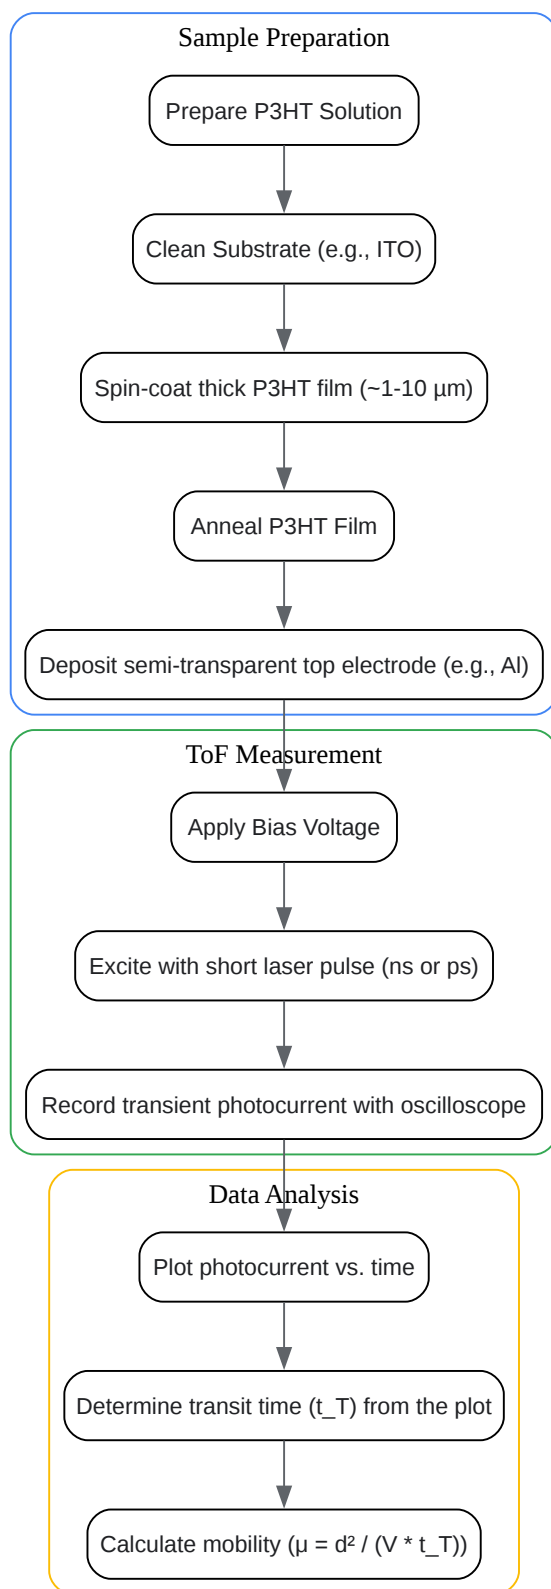 Sample Preparation
Prepare P3HT Solution
Clean Substrate (e.g., ITO)
Spin-coat thick P3HT film (~1-10 µm)
Anneal P3HT Film
Deposit semi-transparent top electrode (e.g., Al)
ToF Measurement
Apply Bias Voltage
Excite with short laser pulse (ns or ps)
Record transient photocurrent with oscilloscope
Data Analysis
Plot photocurrent vs. time
Determine transit time (t_T) from the plot
Calculate mobility (µ = d² / (V * t_T))